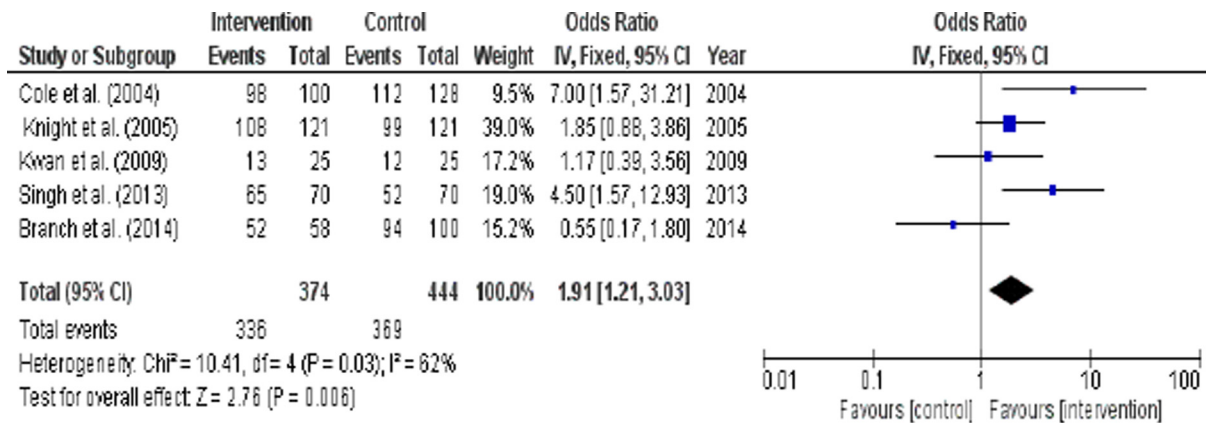 Intervention Control Odds Ratio Odds Ratio
Study or Subgroup Events Total Events Total Weight IV, Fixed, 95% CI Year IV, Fixed, 95% CI
Cole et al. (2004) 98 100 112 128 9.5% 7.00 [1.57, 31.21] 2004
Knight et al. (2005) 108 121 99 121 39.0% 1.85 [0.88, 3.86] 2005
Kwan et al. (2009) 13 25 12 25 17.2% 1.17 [0.39, 3.56] 2009
Singh et al. (2013) 65 70 52 70 19.0% 4.50 [1.57, 12.93] 2013
Branch et al. (2014) 52 58 94 100 15.2% 0.55 [0.17, 1.80] 2014
Total (95% CI) 374 444 100.0% 1.91 [1.21, 3.03]
Total events 336 369
Heterogeneity: Chi² = 10.41, df = 4 (P = 0.03); I² = 62%
Test for overall effect: Z = 2.76 (P = 0.006)
0.01 0.1 1 10 100
Favours [control] Favours [intervention]